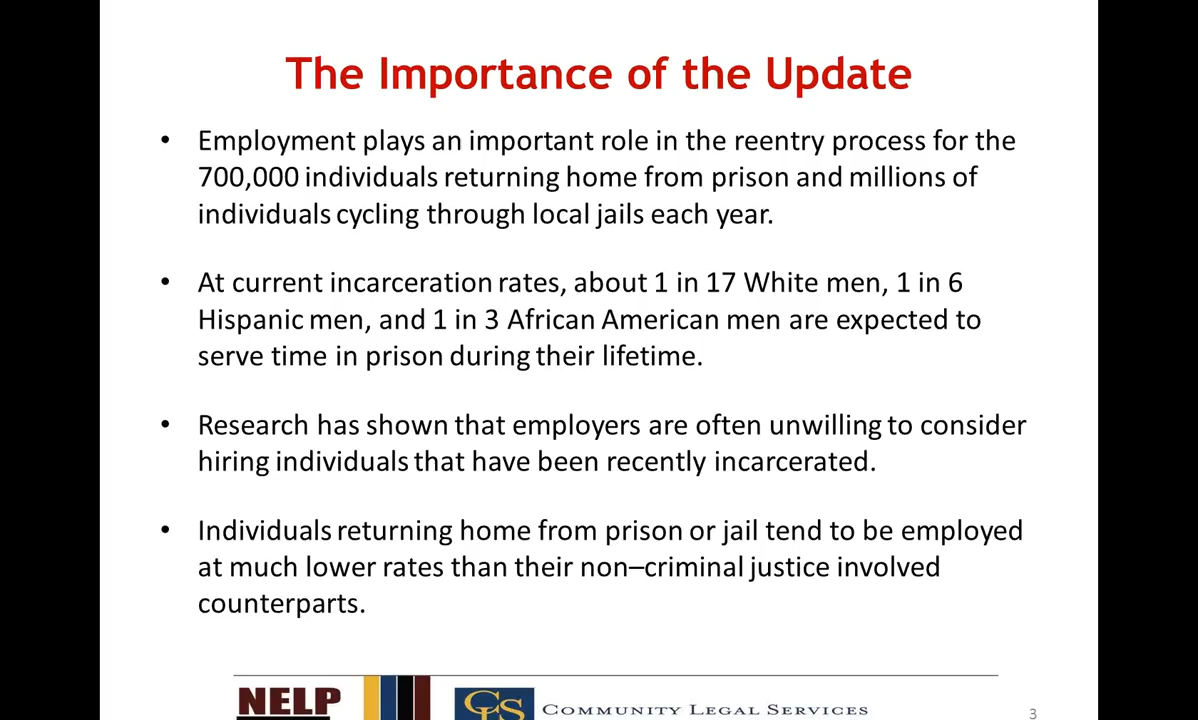 The Importance of the Update
• Employment plays an important role in the reentry process for the
700,000 individuals returning home from prison and millions of
individuals cycling through local jails each year.
• At current incarceration rates, about 1 in 17 White men, 1 in 6
Hispanic men, and 1 in 3 African American men are expected to
serve time in prison during their lifetime.
• Research has shown that employers are often unwilling to consider
hiring individuals that have been recently incarcerated.
• Individuals returning home from prison or jail tend to be employed
at much lower rates than their non–criminal justice involved
counterparts.
NELP
CLS COMMUNITY LEGAL SERVICES
3